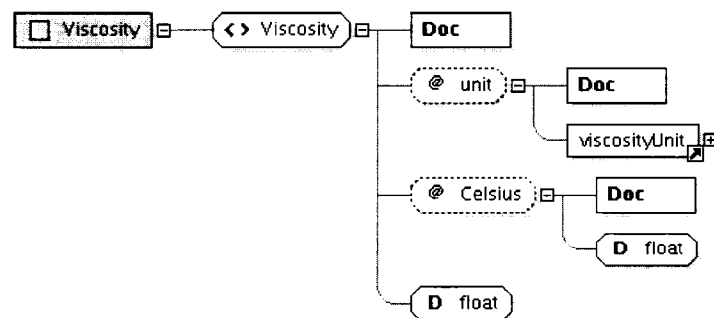 Viscosity
<> Viscosity
Doc
@ unit
Doc
viscosityUnit
@ Celsius
Doc
D float
D float